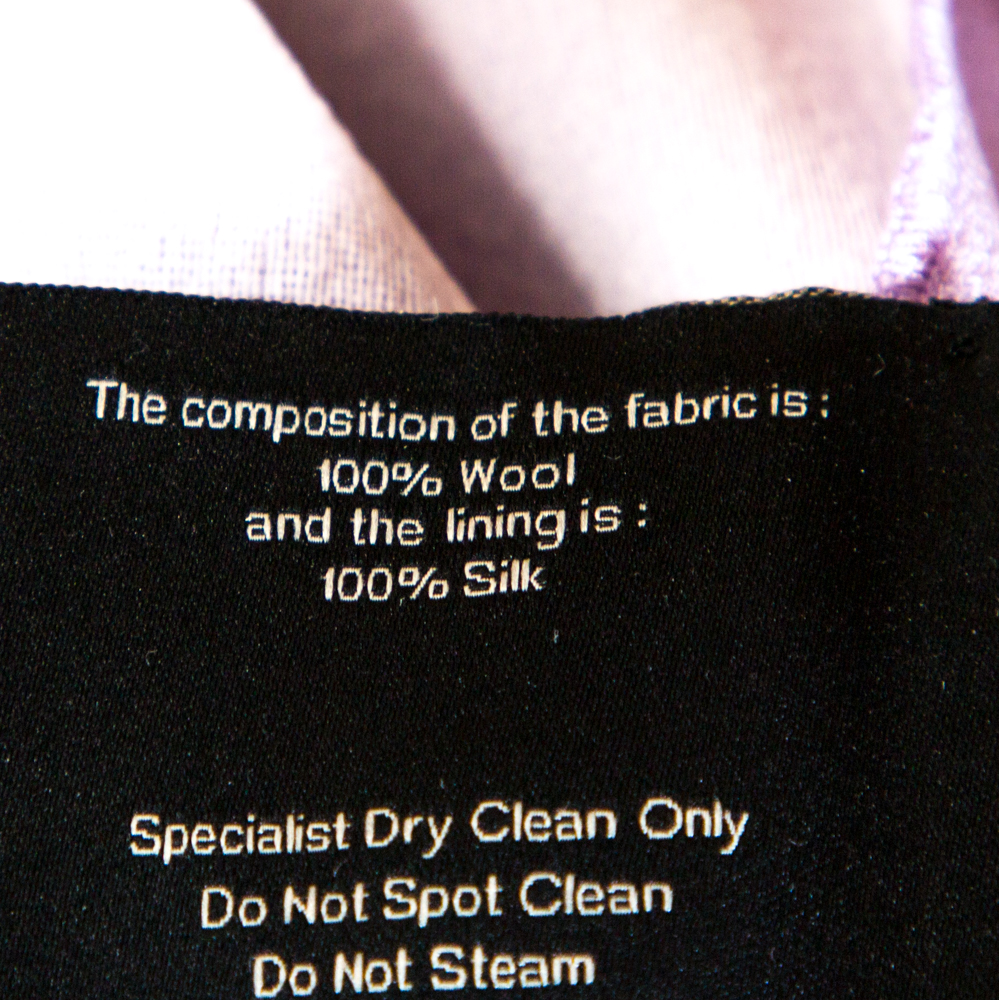 The composition of the fabric is :
100% Wool
and the lining is :
100% Silk
Specialist Dry Clean Only
Do Not Spot Clean
Do Not Steam